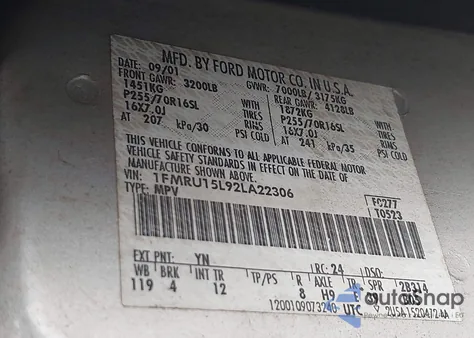 MFD. BY FORD MOTOR CO. IN U.S.A.
DATE: 09/01 GVWR: 7000LB/ 3175KG
FRONT GAWR: 3200LB REAR GAWR: 4128LB
1451KG WITH 1872KG WITH
P255/70R16SL TIRES P255/70R16SL TIRES
16X7.0J RIMS 16X7.0J RIMS
AT 207 kPa/30 PSI COLD AT 241 kPa/35 PSI COLD
THIS VEHICLE CONFORMS TO ALL APPLICABLE FEDERAL MOTOR
VEHICLE SAFETY STANDARDS IN EFFECT ON THE DATE OF MANUFACTURE
SHOWN ABOVE.
VIN: 1FMRU15L92LA22306
TYPE: MPV FC277
T0523
EXT PNT: YN RC: 24 DSO:
WB BRK INT TR TP/PS R AXLE TR SPR 28314
119 4 12 8 H9
UTC
autoshap